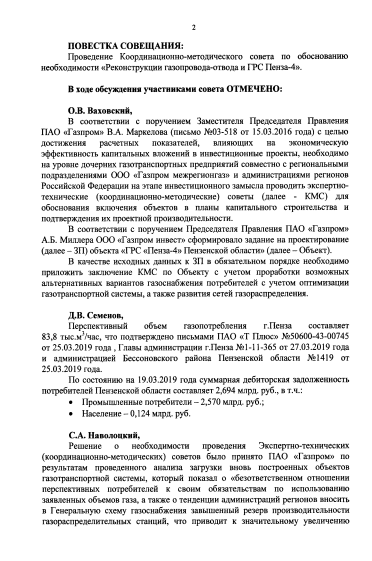 2
ПОВЕСТКА СОВЕЩАНИЯ:
Проведение Координационно-методического совета по обоснованию
необходимости «Реконструкции газопровода-отвода и ГРС Пенза-4».
В ходе обсуждения участниками совета ОТМЕЧЕНО:
О.В. Ваховский,
В соответствии с поручением Заместителя Председателя Правления
ПАО «Газпром» В.А. Маркелова (письмо №03-518 от 15.03.2016 года) с целью
достижения расчетных показателей, влияющих на экономическую
эффективность капитальных вложений в инвестиционные проекты, необходимо
на уровне дочерних газотранспортных предприятий совместно с региональными
подразделениями ООО «Газпром межрегионгаз» и администрациями регионов
Российской Федерации на этапе инвестиционного замысла проводить экспертно-
технические (координационно-методические) советы (далее - КМС) для
обоснования включения объектов в планы капитального строительства и
подтверждения их проектной производительности.
В соответствии с поручением Председателя Правления ПАО «Газпром»
А.Б. Миллера ООО «Газпром инвест» сформировало задание на проектирование
(далее – ЗП) объекта «ГРС «Пенза-4» Пензенской области» (далее – Объект).
В качестве исходных данных к ЗП в обязательном порядке необходимо
приложить заключение КМС по Объекту с учетом проработки возможных
альтернативных вариантов газоснабжения потребителей с учетом оптимизации
газотранспортной системы, а также развития сетей газораспределения.
Д.В. Семенов,
Перспективный объем газопотребления г.Пенза составляет
83,8 тыс.м³/час, что подтверждено письмами ПАО «Т Плюс» №50600-43-00745
от 25.03.2019 года , Главы администрации г.Пенза №1-11-365 от 27.03.2019 года
и администрацией Бессоновского района Пензенской области №1419 от
25.03.2019 года.
По состоянию на 19.03.2019 года суммарная дебиторская задолженность
потребителей Пензенской области составляет 2,694 млрд. руб., в т.ч.:
• Промышленные потребители – 2,570 млрд. руб.;
• Население – 0,124 млрд. руб.
С.А. Наволоцкий,
Решение о необходимости проведения Экспертно-технических
(координационно-методических) советов было принято ПАО «Газпром» по
результатам проведенного анализа загрузки вновь построенных объектов
газотранспортной системы, который показал о «безответственном отношении
перспективных потребителей к своим обязательствам по использованию
заявленных объемов газа, а также о тенденции администраций регионов вносить
в Генеральную схему газоснабжения завышенный резерв производительности
газораспределительных станций, что приводит к значительному увеличению